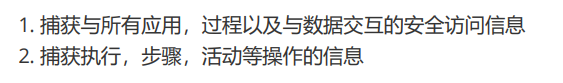 1. 捕获与所有应用，过程以及与数据交互的安全访问信息
2. 捕获执行，步骤，活动等操作的信息